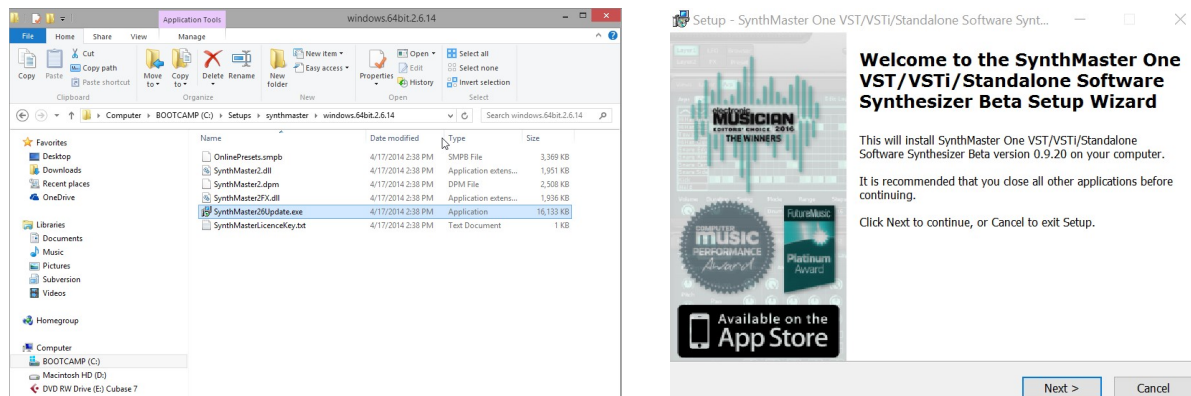 Application Tools
windows.64bit.2.6.14
File Home Share View Manage
Copy
Paste
Cut
Copy path
Paste shortcut
Move to
Copy to
Delete
Rename
New folder
New item
Easy access
Properties
Open
Edit
History
Select all
Select none
Invert selection
Clipboard
Organize
New
Open
Select
Computer BOOTCAMP (C:) Setups synthmaster windows.64bit.2.6.14
Search windows.64bit.2.6.14
Favorites
Desktop
Downloads
Recent places
OneDrive
Libraries
Documents
Music
Pictures
Subversion
Videos
Homegroup
Computer
BOOTCAMP (C:)
Macintosh HD (D:)
DVD RW Drive (E:) Cubase 7
Name Date modified Type Size
OnlinePresets.smpb 4/17/2014 2:38 PM SMPB File 3,369 KB
SynthMaster2.dll 4/17/2014 2:38 PM Application extens... 1,951 KB
SynthMaster2.dpm 4/17/2014 2:38 PM DPM File 2,508 KB
SynthMaster2FX.dll 4/17/2014 2:38 PM Application extens... 1,936 KB
SynthMaster26Update.exe 4/17/2014 2:38 PM Application 16,133 KB
SynthMasterLicenceKey.txt 4/17/2014 2:38 PM Text Document 1 KB
Setup - SynthMaster One VST/VSTi/Standalone Software Synt...
electronic
MUSICIAN
EDITORS' CHOICE 2016
THE WINNERS
COMPUTER
music
PERFORMANCE
Award
FutureMusic
Platinum
Award
Available on the
App Store
Welcome to the SynthMaster One
VST/VSTi/Standalone Software
Synthesizer Beta Setup Wizard
This will install SynthMaster One VST/VSTi/Standalone
Software Synthesizer Beta version 0.9.20 on your computer.
It is recommended that you close all other applications before
continuing.
Click Next to continue, or Cancel to exit Setup.
Next >
Cancel